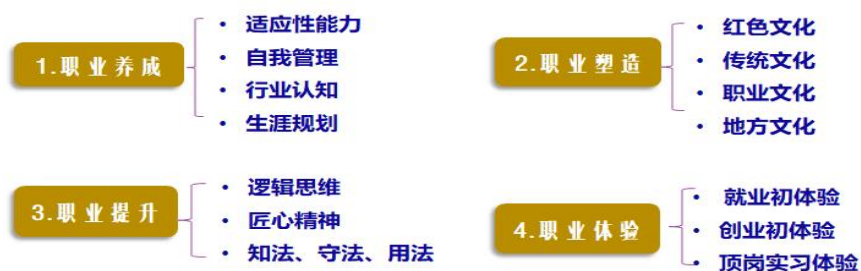 1.职业养成
• 适应性能力
• 自我管理
• 行业认知
• 生涯规划
2.职业塑造
• 红色文化
• 传统文化
• 职业文化
• 地方文化
3.职业提升
• 逻辑思维
• 匠心精神
• 知法、守法、用法
4.职业体验
• 就业初体验
• 创业初体验
• 顶岗实习体验